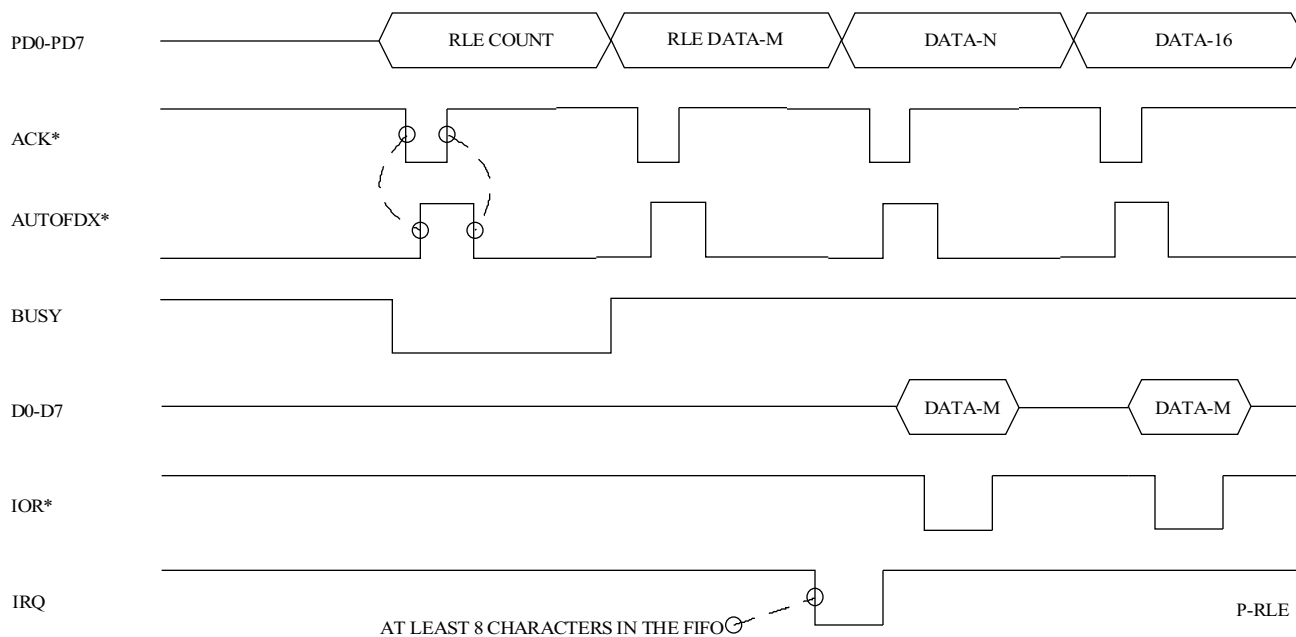 PD0-PD7 RLE COUNT RLE DATA-M DATA-N DATA-16
ACK*
AUTOFDX*
BUSY
D0-D7 DATA-M DATA-M
IOR*
IRQ P-RLE
AT LEAST 8 CHARACTERS IN THE FIFO